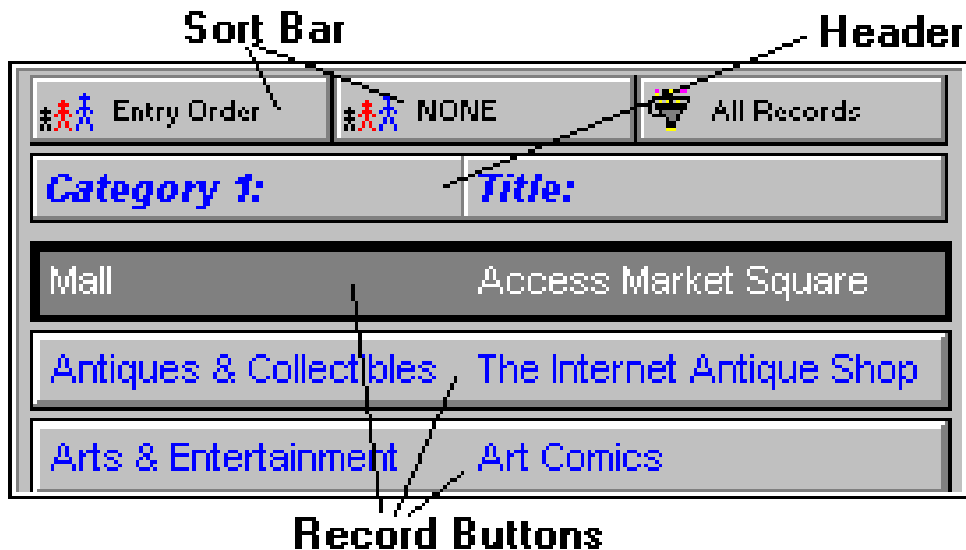 Sort Bar Header
Entry Order NONE All Records
Category 1: Title:
Mall Access Market Square
Antiques & Collectibles The Internet Antique Shop
Arts & Entertainment Art Comics
Record Buttons